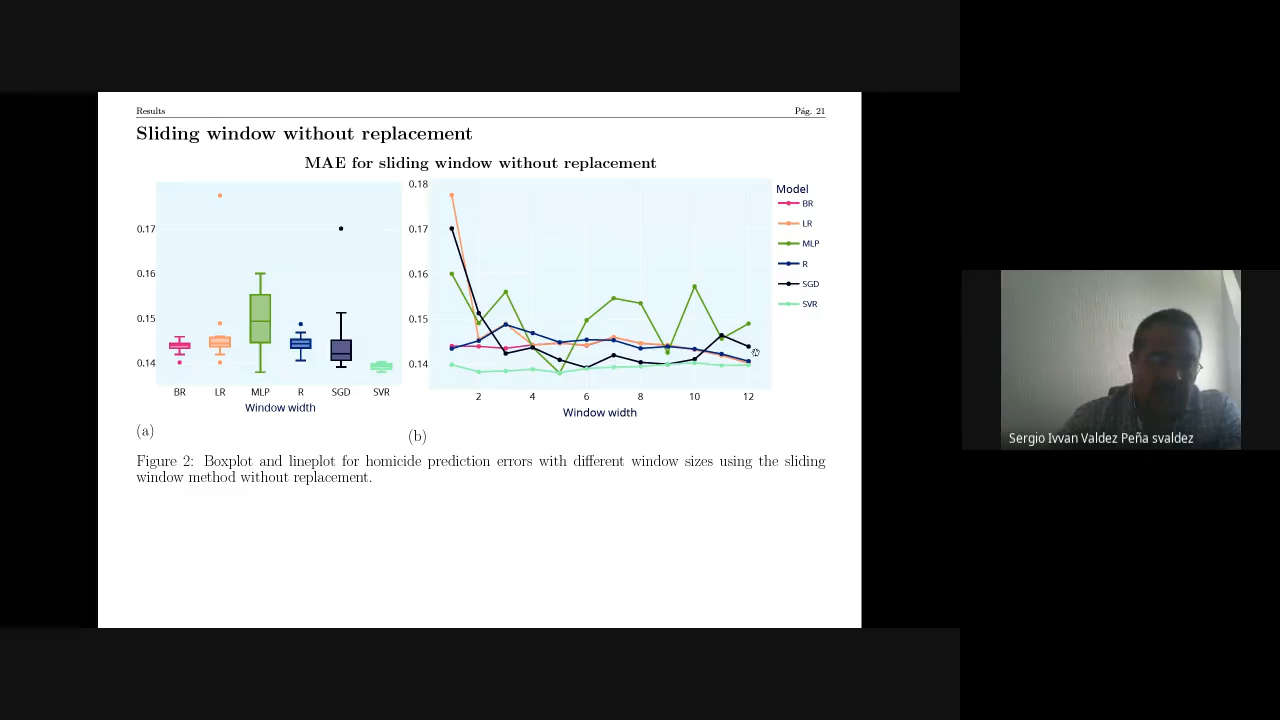 Results Pág. 21
Sliding window without replacement
MAE for sliding window without replacement
0.17
0.16
0.15
0.14
BR LR MLP R SGD SVR
Window width
(a)
0.18
0.17
0.16
0.15
0.14
2 4 6 8 10 12
Window width
(b)
Model
BR
LR
MLP
R
SGD
SVR
Figure 2: Boxplot and lineplot for homicide prediction errors with different window sizes using the sliding
window method without replacement.
Sergio Ivvan Valdez Peña svaldez